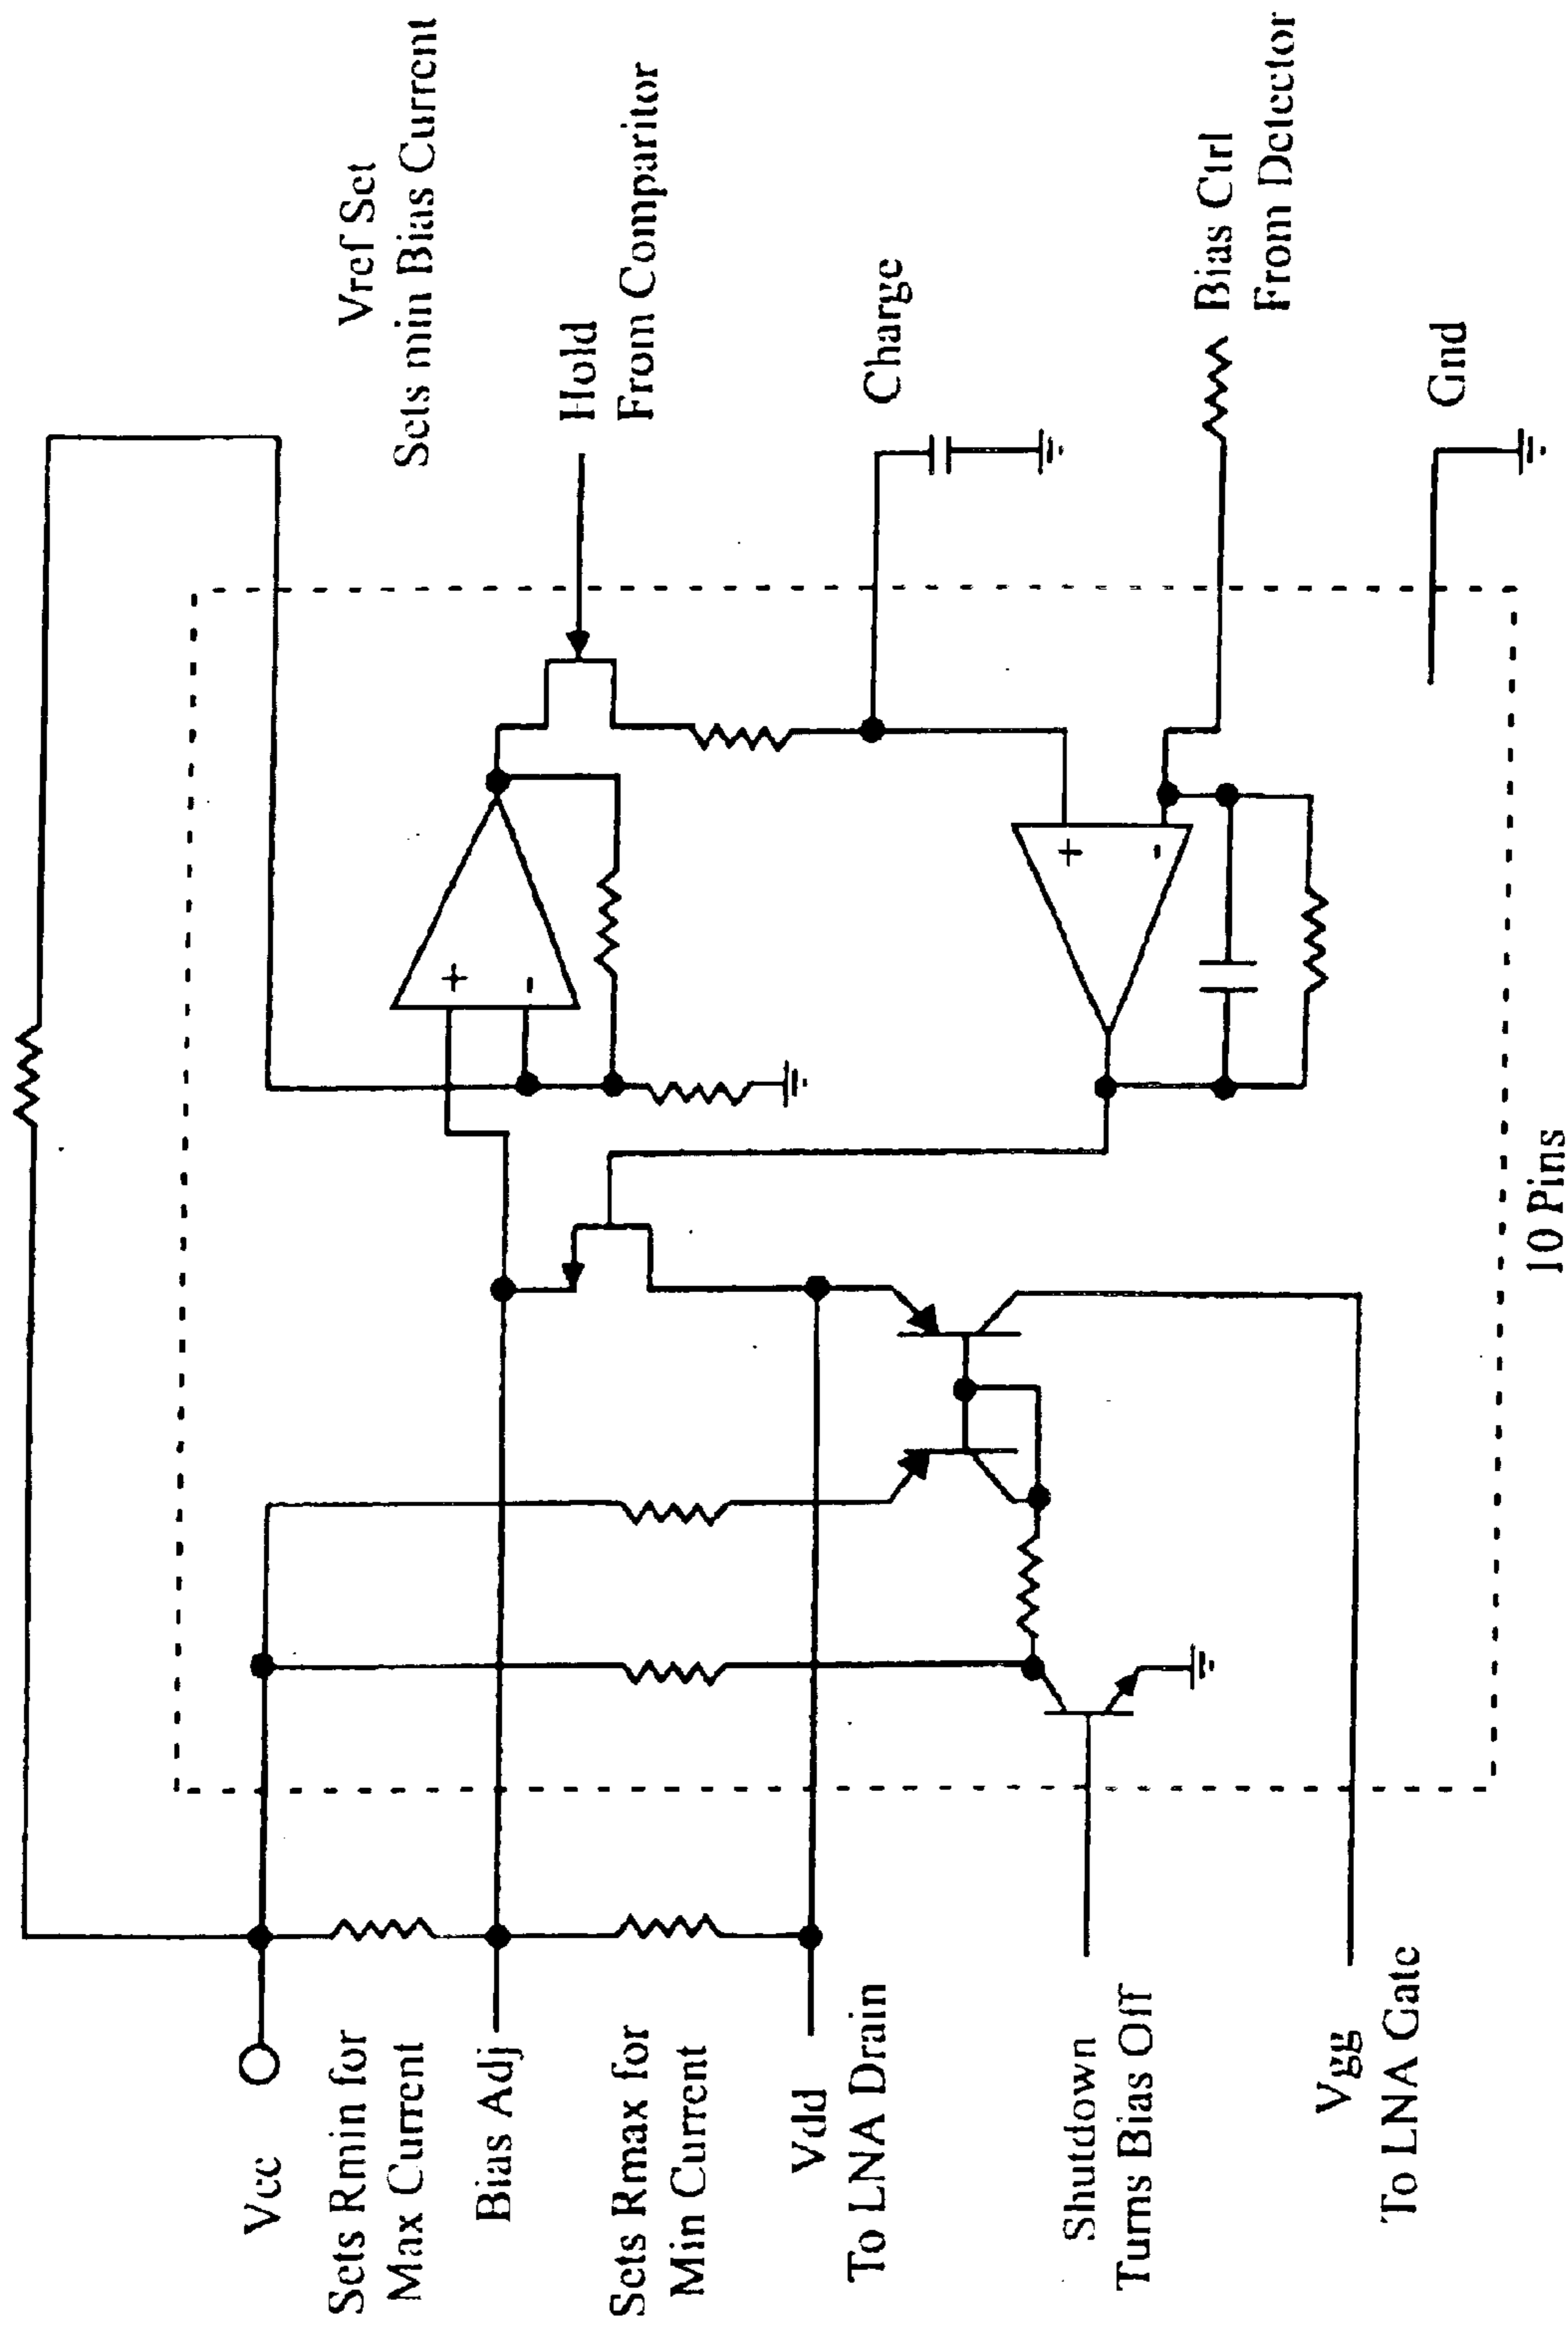 Vcc
Sets Rmin for
Max Current
Bias Adj
Sets Rmax for
Min Current
Vdd
To LNA Drain
Shutdown
Turns Bias Off
Vgg
To LNA Gate
+
-
+
-
Vref Set
Sets min Bias Current
Hold
From Comparitor
Charge
Bias Ctrl
From Detector
Gnd
10 Pins